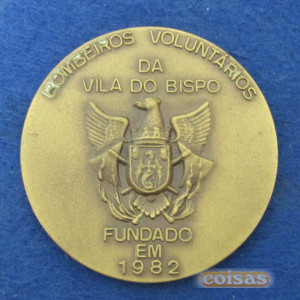 BOMBEIROS VOLUNTÁRIOS
DA
VILA DO BISPO
FUNDADO
EM
1982
coisas